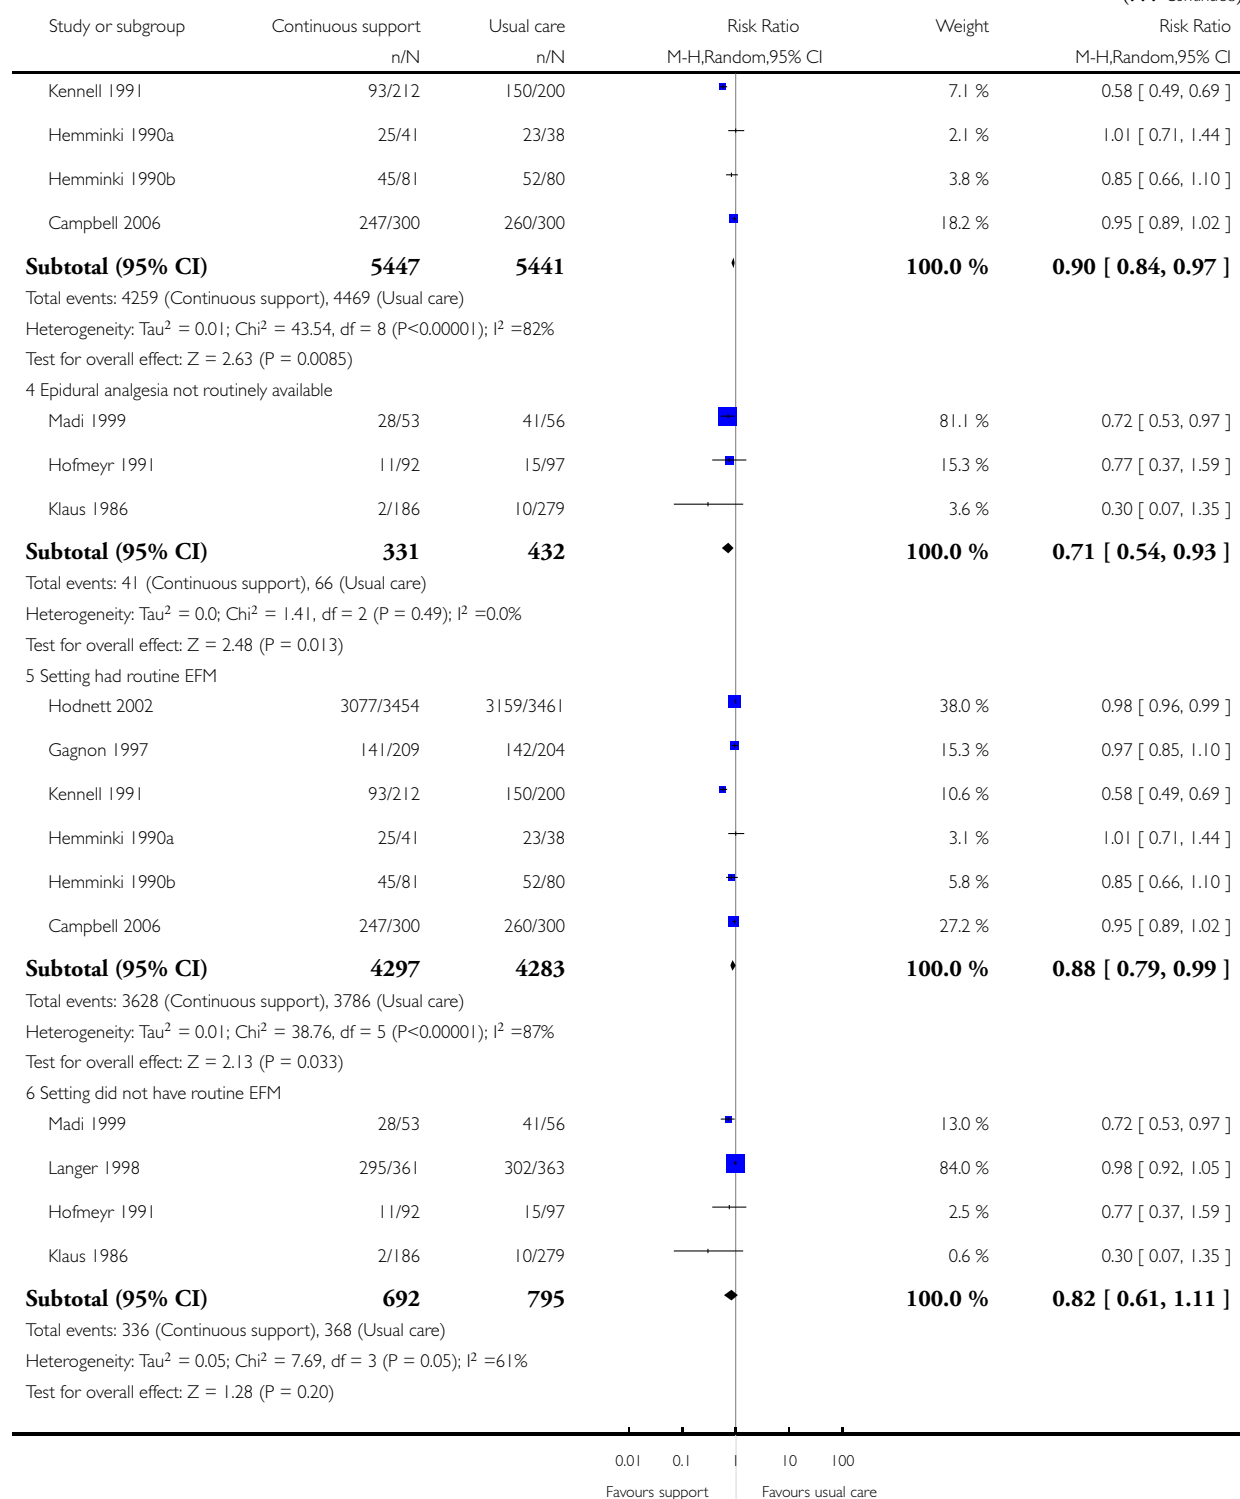 (... Continued)
Study or subgroup Continuous support Usual care Risk Ratio Weight Risk Ratio
n/N n/N M-H,Random,95% CI M-H,Random,95% CI
Kennell 1991 93/212 150/200 7.1 % 0.58 [ 0.49, 0.69 ]
Hemminki 1990a 25/41 23/38 2.1 % 1.01 [ 0.71, 1.44 ]
Hemminki 1990b 45/81 52/80 3.8 % 0.85 [ 0.66, 1.10 ]
Campbell 2006 247/300 260/300 18.2 % 0.95 [ 0.89, 1.02 ]
Subtotal (95% CI) 5447 5441 100.0 % 0.90 [ 0.84, 0.97 ]
Total events: 4259 (Continuous support), 4469 (Usual care)
Heterogeneity: Tau² = 0.01; Chi² = 43.54, df = 8 (P<0.00001); I² =82%
Test for overall effect: Z = 2.63 (P = 0.0085)
4 Epidural analgesia not routinely available
Madi 1999 28/53 41/56 81.1 % 0.72 [ 0.53, 0.97 ]
Hofmeyr 1991 11/92 15/97 15.3 % 0.77 [ 0.37, 1.59 ]
Klaus 1986 2/186 10/279 3.6 % 0.30 [ 0.07, 1.35 ]
Subtotal (95% CI) 331 432 100.0 % 0.71 [ 0.54, 0.93 ]
Total events: 41 (Continuous support), 66 (Usual care)
Heterogeneity: Tau² = 0.0; Chi² = 1.41, df = 2 (P = 0.49); I² =0.0%
Test for overall effect: Z = 2.48 (P = 0.013)
5 Setting had routine EFM
Hodnett 2002 3077/3454 3159/3461 38.0 % 0.98 [ 0.96, 0.99 ]
Gagnon 1997 141/209 142/204 15.3 % 0.97 [ 0.85, 1.10 ]
Kennell 1991 93/212 150/200 10.6 % 0.58 [ 0.49, 0.69 ]
Hemminki 1990a 25/41 23/38 3.1 % 1.01 [ 0.71, 1.44 ]
Hemminki 1990b 45/81 52/80 5.8 % 0.85 [ 0.66, 1.10 ]
Campbell 2006 247/300 260/300 27.2 % 0.95 [ 0.89, 1.02 ]
Subtotal (95% CI) 4297 4283 100.0 % 0.88 [ 0.79, 0.99 ]
Total events: 3628 (Continuous support), 3786 (Usual care)
Heterogeneity: Tau² = 0.01; Chi² = 38.76, df = 5 (P<0.00001); I² =87%
Test for overall effect: Z = 2.13 (P = 0.033)
6 Setting did not have routine EFM
Madi 1999 28/53 41/56 13.0 % 0.72 [ 0.53, 0.97 ]
Langer 1998 295/361 302/363 84.0 % 0.98 [ 0.92, 1.05 ]
Hofmeyr 1991 11/92 15/97 2.5 % 0.77 [ 0.37, 1.59 ]
Klaus 1986 2/186 10/279 0.6 % 0.30 [ 0.07, 1.35 ]
Subtotal (95% CI) 692 795 100.0 % 0.82 [ 0.61, 1.11 ]
Total events: 336 (Continuous support), 368 (Usual care)
Heterogeneity: Tau² = 0.05; Chi² = 7.69, df = 3 (P = 0.05); I² =61%
Test for overall effect: Z = 1.28 (P = 0.20)
0.01 0.1 1 10 100
Favours support Favours usual care